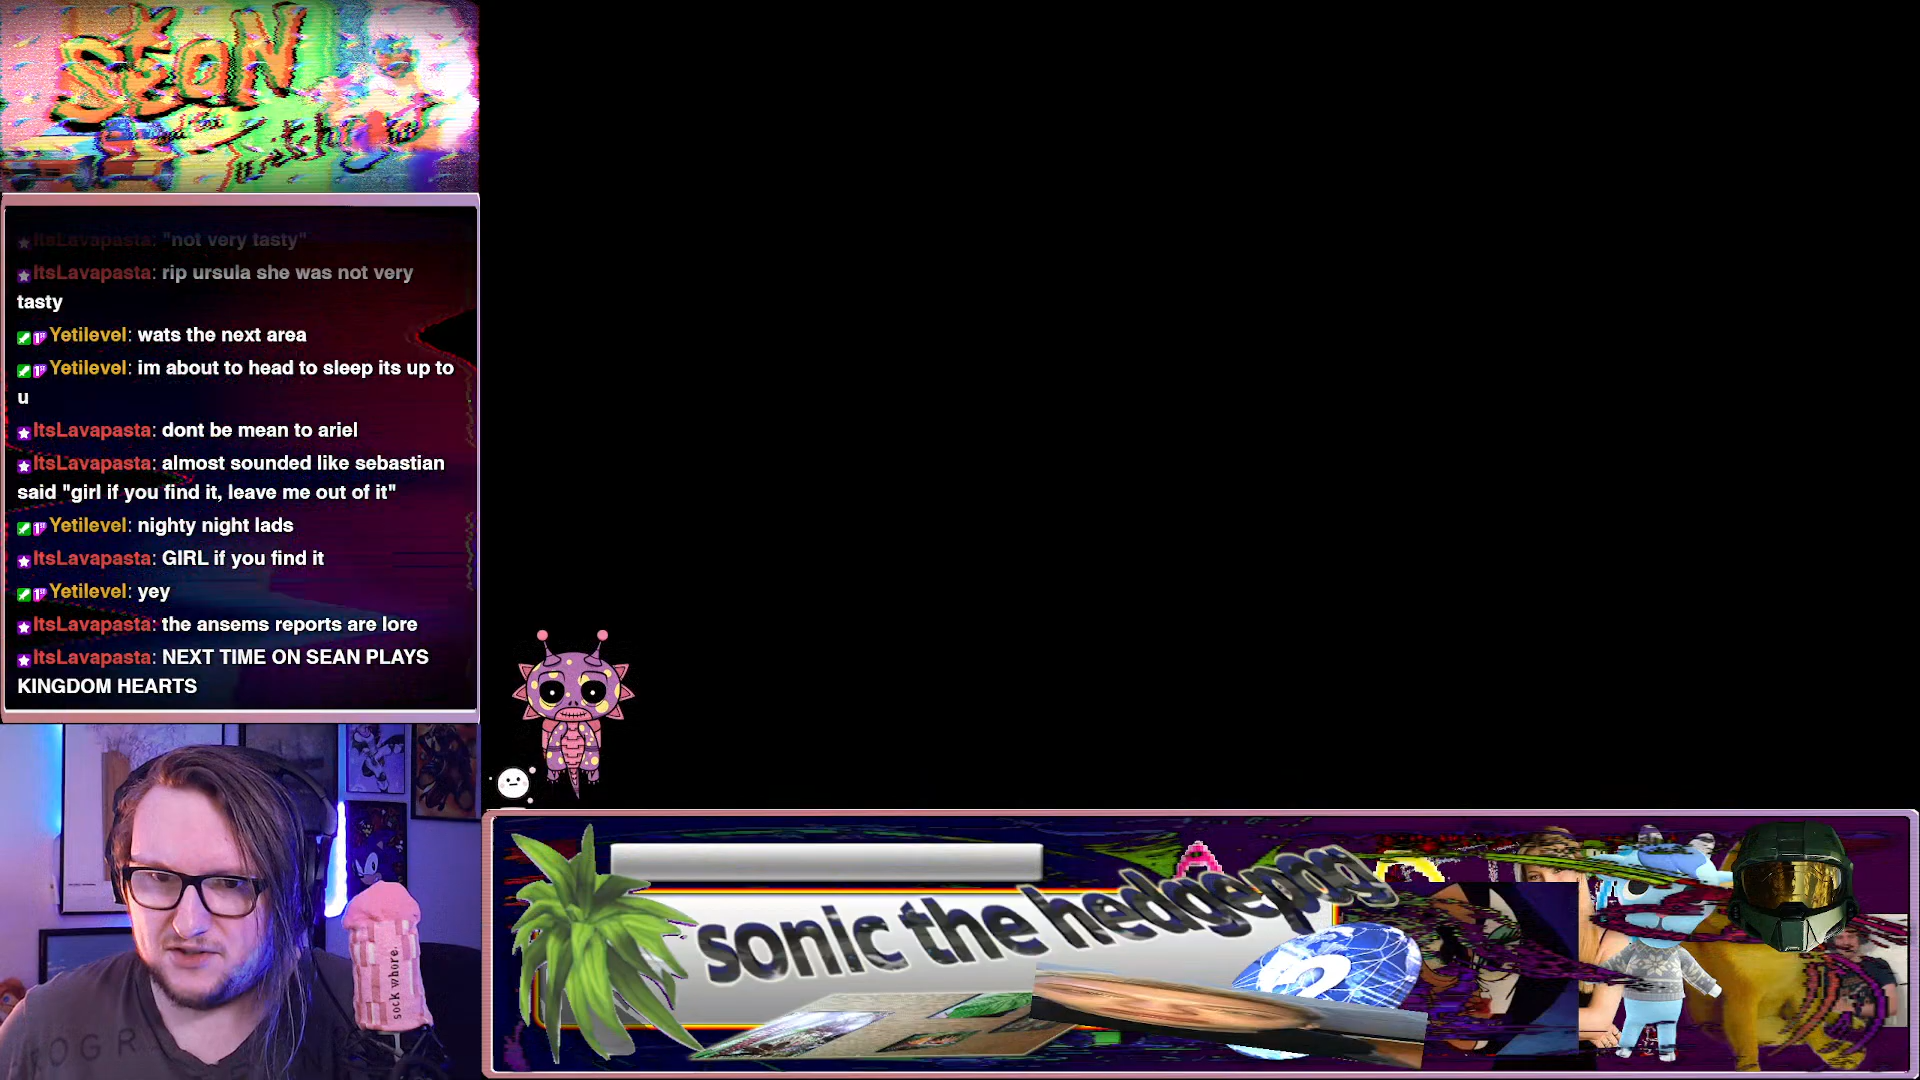 SEAN
ItsLavapasta: "not very tasty"
ItsLavapasta: rip ursula she was not very
tasty
Yetilevel: wats the next area
Yetilevel: im about to head to sleep its up to
u
ItsLavapasta: dont be mean to ariel
ItsLavapasta: almost sounded like sebastian
said "girl if you find it, leave me out of it"
Yetilevel: nighty night lads
ItsLavapasta: GIRL if you find it
Yetilevel: yey
ItsLavapasta: the ansems reports are lore
ItsLavapasta: NEXT TIME ON SEAN PLAYS
KINGDOM HEARTS
sock whore.
sonic the hedgepng